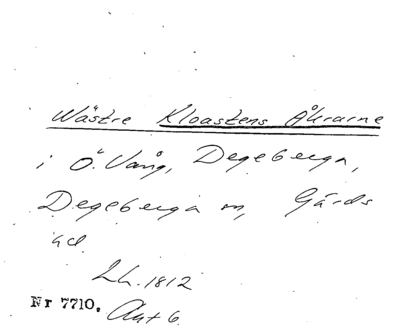 Wästre Kloastens Åkrarne
i Ö. Vång, Degeberga,
Degeberga sn, Gärds
hd
Lh. 1812
Nr 7710. Akt 6